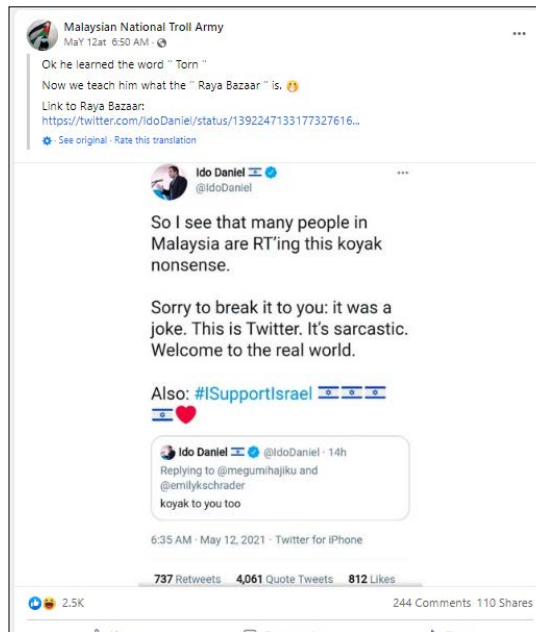 Malaysian National Troll Army
MaY 12at 6:50 AM ·
Ok he learned the word ¨ Torn ¨
Now we teach him what the ¨ Raya Bazaar ¨ is. 🤭
Link to Raya Bazaar:
https://twitter.com/IdoDaniel/status/1392247133177327616...
· See original · Rate this translation
Ido Daniel 🇮🇱
@IdoDaniel
So I see that many people in
Malaysia are RT'ing this koyak
nonsense.
Sorry to break it to you: it was a
joke. This is Twitter. It's sarcastic.
Welcome to the real world.
Also: #ISupportIsrael 🇮🇱🇮🇱🇮🇱
🇮🇱❤️
Ido Daniel 🇮🇱 @IdoDaniel · 14h
Replying to @megumihajiku and
@emilykschrader
koyak to you too
6:35 AM · May 12, 2021 · Twitter for iPhone
737 Retweets 4,061 Quote Tweets 812 Likes
2.5K 244 Comments 110 Shares